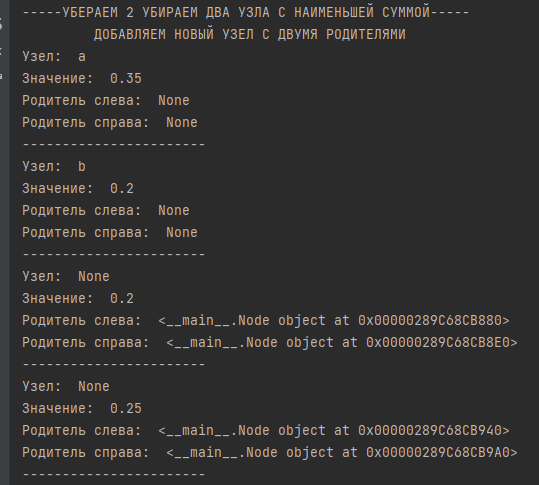 -----УБЕРАЕМ 2 УБИРАЕМ ДВА УЗЛА С НАИМЕНЬШЕЙ СУММОЙ-----
ДОБАВЛЯЕМ НОВЫЙ УЗЕЛ С ДВУМЯ РОДИТЕЛЯМИ
Узел:  a
Значение:  0.35
Родитель слева:  None
Родитель справа:  None
-----------------------
Узел:  b
Значение:  0.2
Родитель слева:  None
Родитель справа:  None
-----------------------
Узел:  None
Значение:  0.2
Родитель слева:  <__main__.Node object at 0x00000289C68CB880>
Родитель справа:  <__main__.Node object at 0x00000289C68CB8E0>
-----------------------
Узел:  None
Значение:  0.25
Родитель слева:  <__main__.Node object at 0x00000289C68CB940>
Родитель справа:  <__main__.Node object at 0x00000289C68CB9A0>
-----------------------